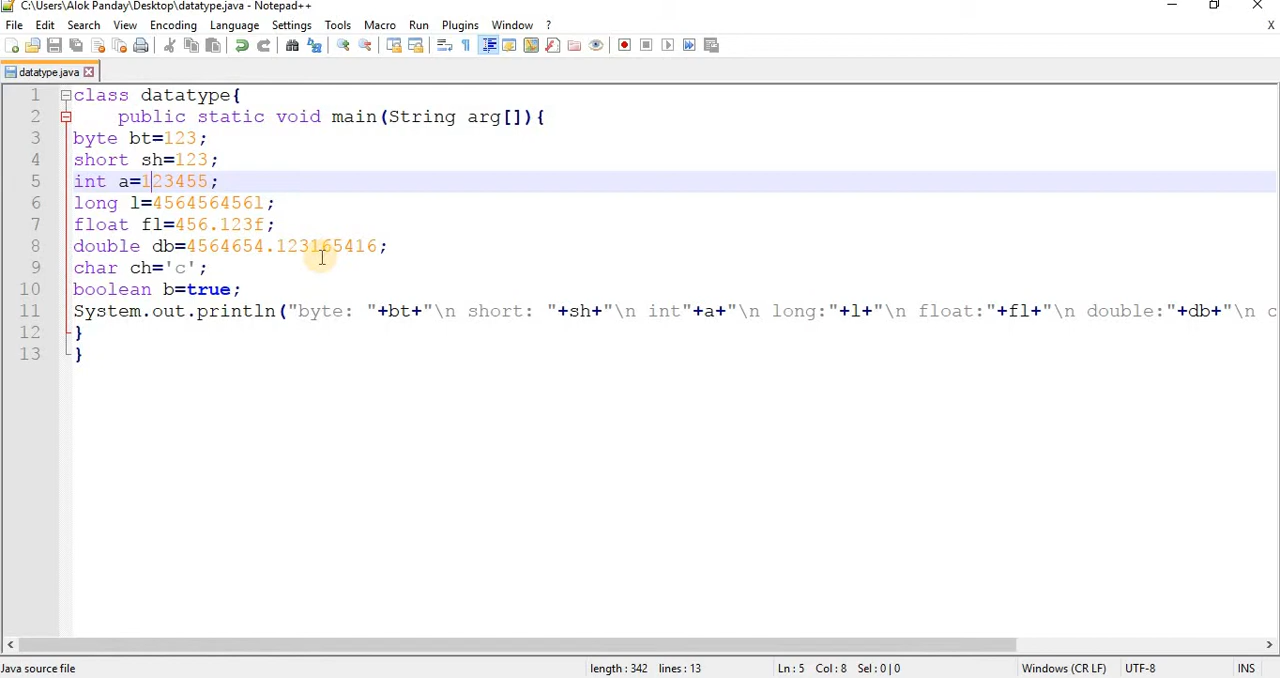 C:\Users\Alok Panday\Desktop\datatype.java - Notepad++
File Edit Search View Encoding Language Settings Tools Macro Run Plugins Window ? X
datatype.java
1 class datatype{
2 public static void main(String arg[]){
3 byte bt=123;
4 short sh=123;
5 int a=123455;
6 long l=456456456l;
7 float fl=456.123f;
8 double db=4564654.123165416;
9 char ch='c';
10 boolean b=true;
11 System.out.println("byte: "+bt+"\n short: "+sh+"\n int"+a+"\n long:"+l+"\n float:"+fl+"\n double:"+db+"\n c
12 }
13 }
Java source file length : 342 lines : 13 Ln : 5 Col : 8 Sel : 0 | 0 Windows (CR LF) UTF-8 INS